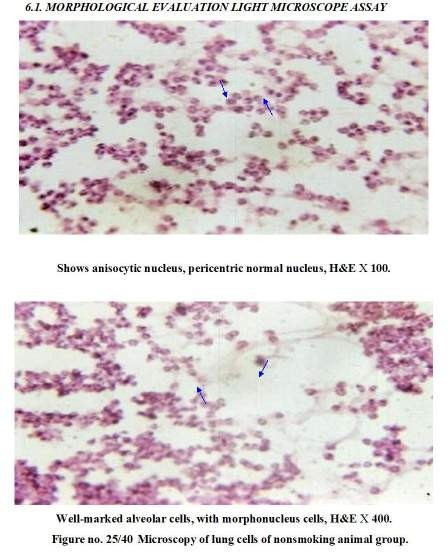 6.1. MORPHOLOGICAL EVALUATION LIGHT MICROSCOPE ASSAY
Shows anisocytic nucleus, pericentric normal nucleus, H&E X 100.
Well-marked alveolar cells, with morphonucleus cells, H&E X 400.
Figure no. 25/40 Microscopy of lung cells of nonsmoking animal group.